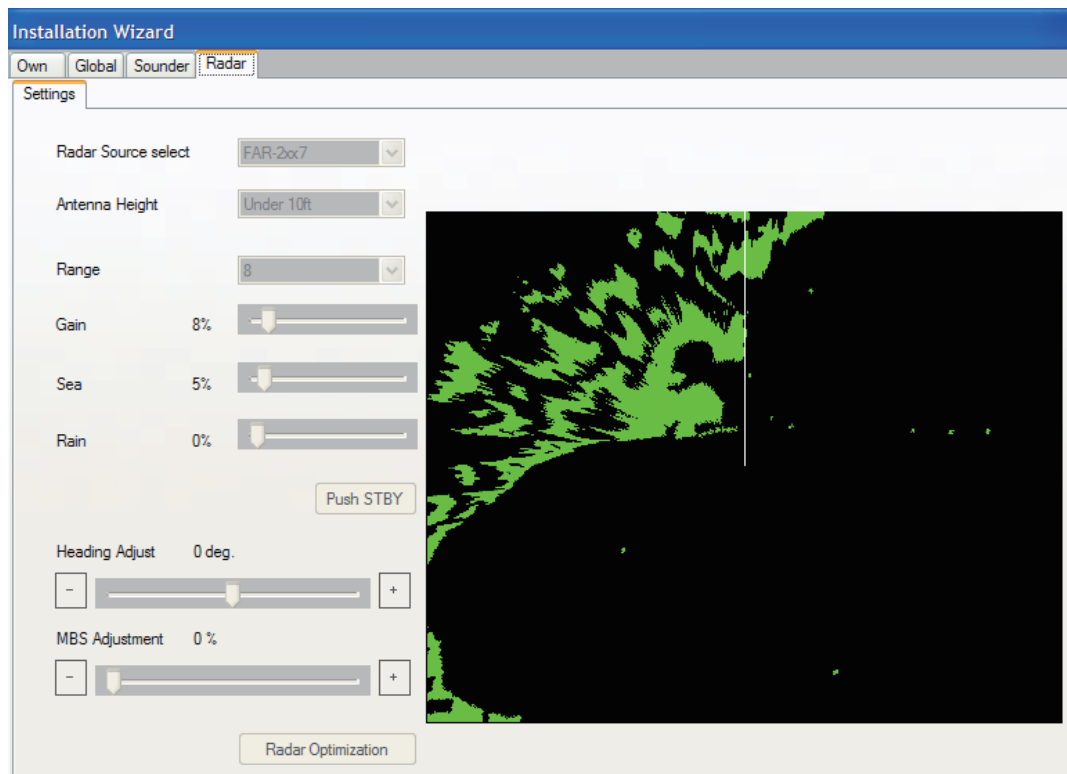 Installation Wizard
Own Global Sounder Radar
Settings
Radar Source select FAR-2xx7
Antenna Height Under 10ft
Range 8
Gain 8%
Sea 5%
Rain 0%
Push STBY
Heading Adjust 0 deg.
- +
MBS Adjustment 0 %
- +
Radar Optimization